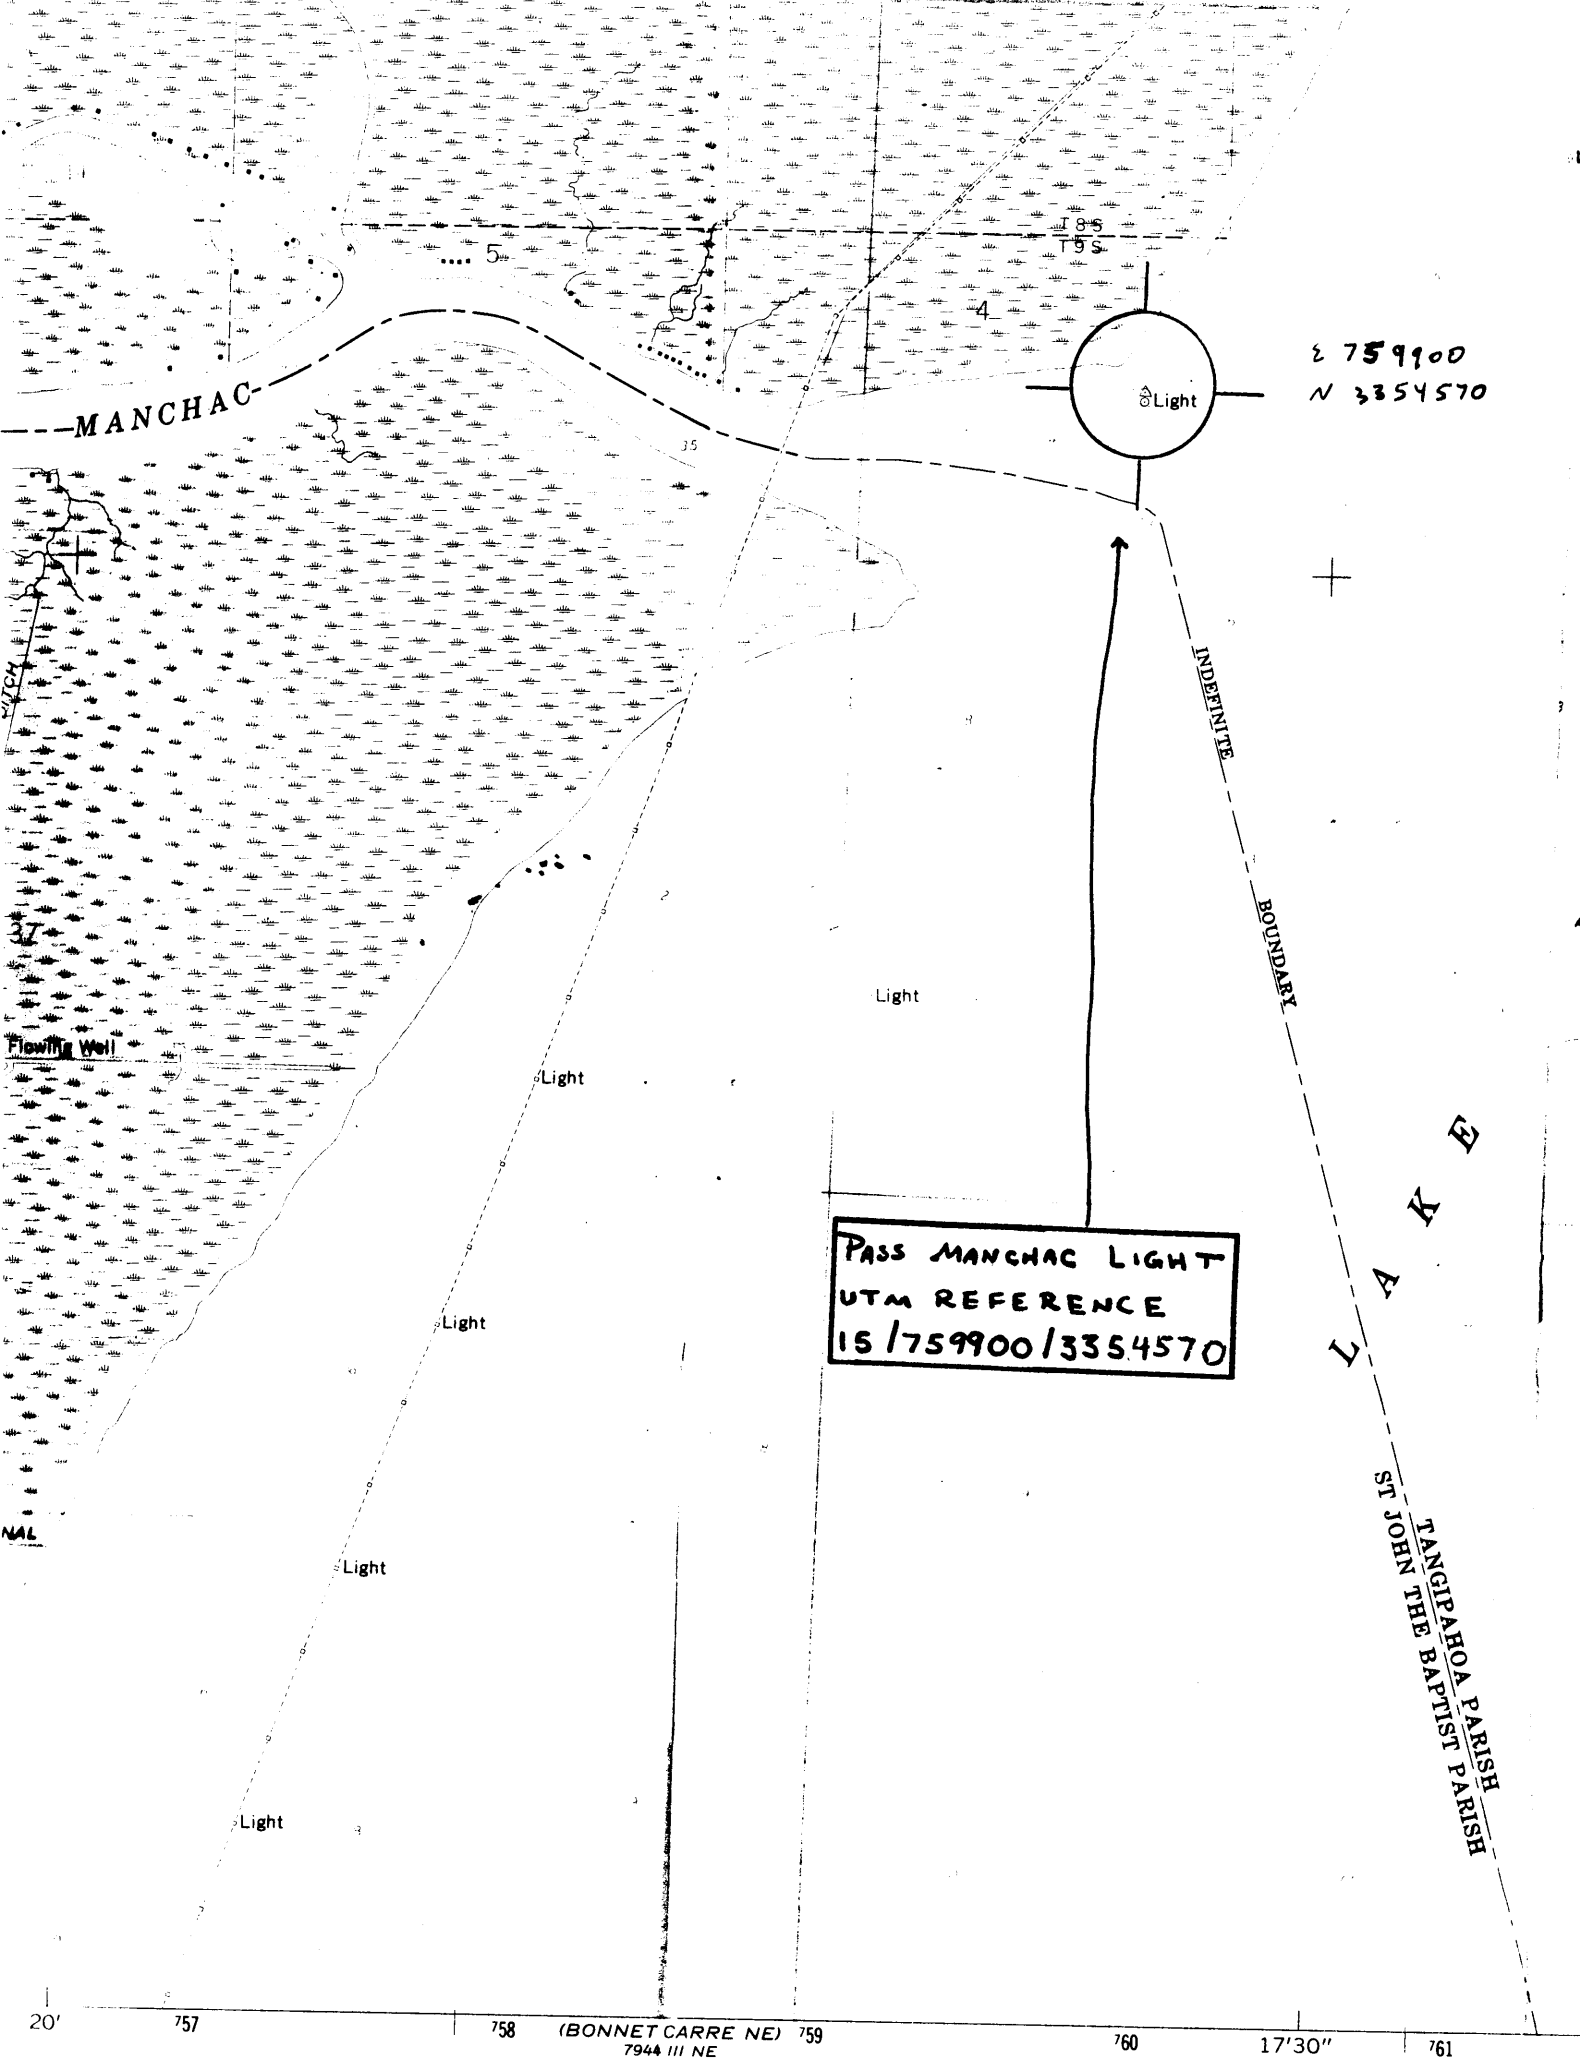 T8S
T9S
5
4
Σ 759900
N 3354570
MANCHAC
Light
35
DITCH
INDEFINITE
37
BOUNDARY
Light
Flowing Well
Light
LAKE
PASS MANCHAC LIGHT
UTM REFERENCE
15/759900/3354570
Light
Light
NAL
TANGIPAHOA PARISH
ST JOHN THE BAPTIST PARISH
Light
20' 757 758 (BONNET CARRE NE) 759 760 17'30" 761
7944 III NE